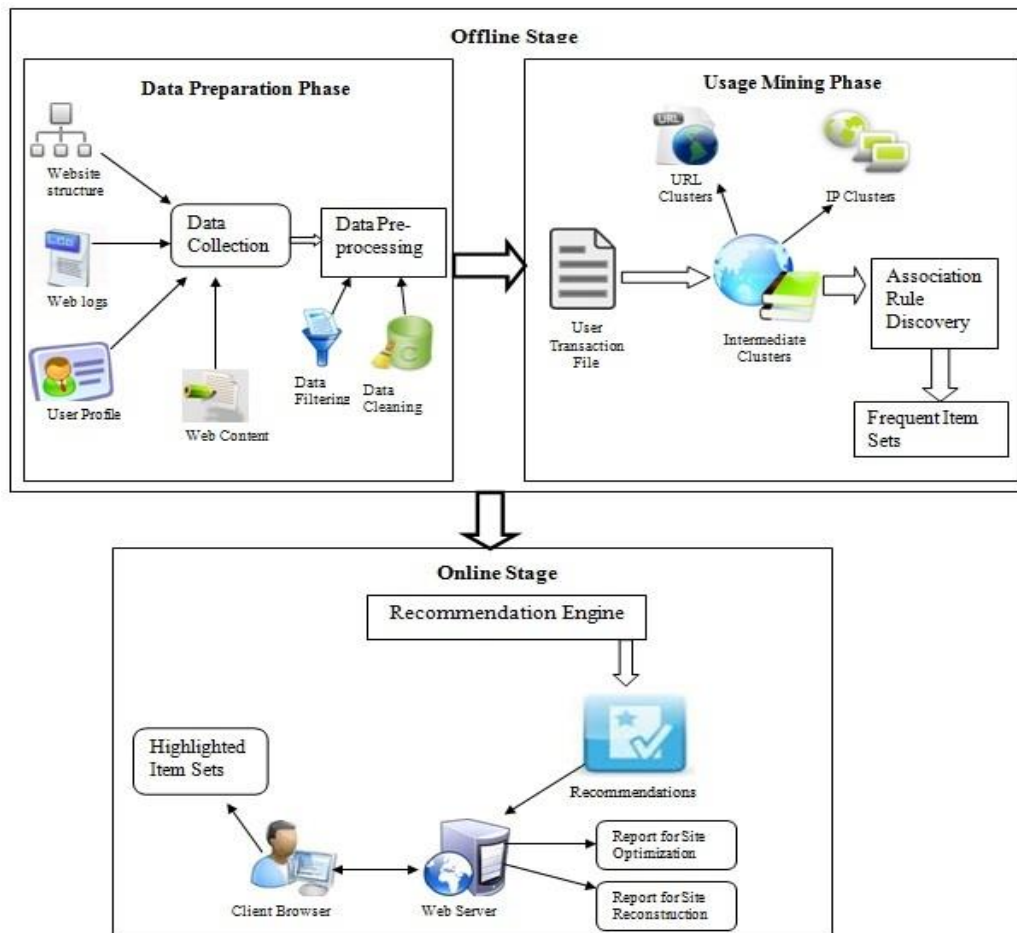 Offline Stage
Data Preparation Phase
Website
structure
Web logs
User Profile
Data
Collection
Web Content
Data Pre-
processing
Data
Filtering
Data
Cleaning
Usage Mining Phase
URL
URL
Clusters
IP Clusters
User
Transaction
File
Intermediate
Clusters
Association
Rule
Discovery
Frequent Item
Sets
Online Stage
Recommendation Engine
Recommendations
Highlighted
Item Sets
Client Browser
Web Server
Report for Site
Optimization
Report for Site
Reconstruction